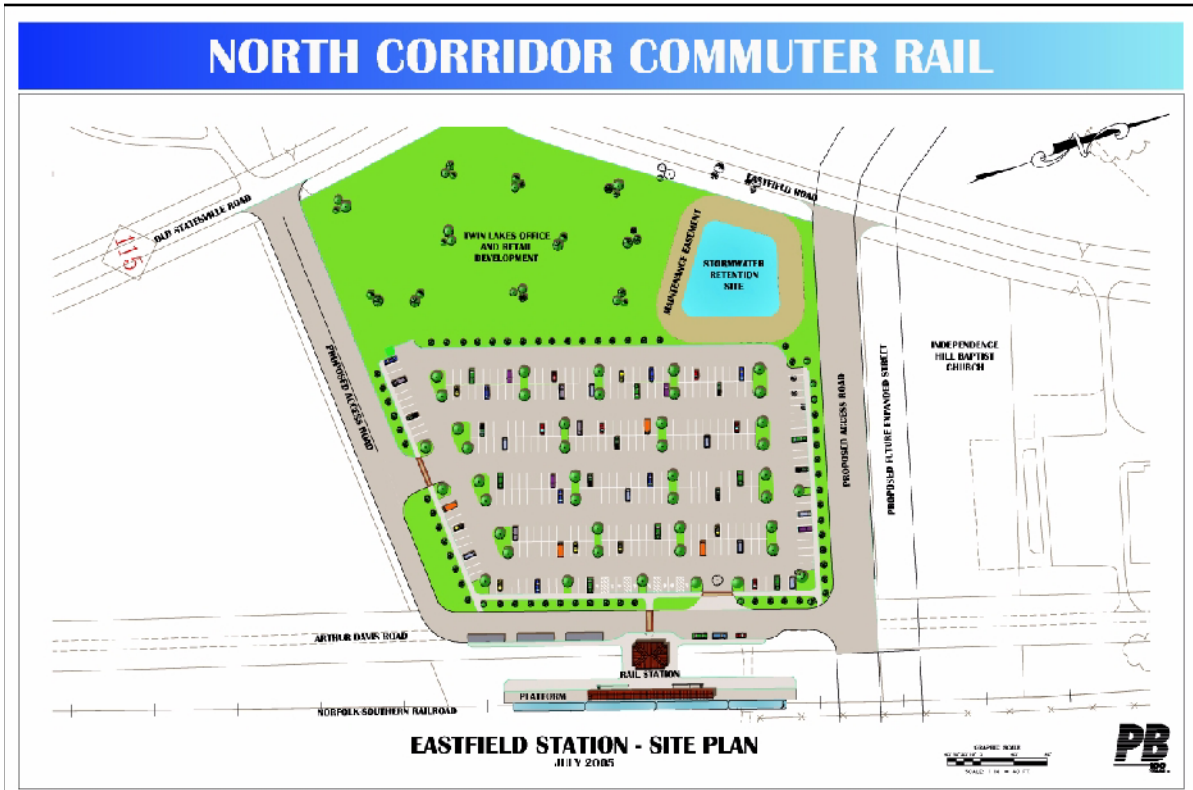 NORTH CORRIDOR COMMUTER RAIL
EASTFIELD ROAD
OLD STATESVILLE ROAD
115
TWIN LAKES OFFICE
AND RETAIL
DEVELOPMENT
MAINTENANCE EASEMENT
STORMWATER
RETENTION
SITE
INDEPENDENCE
HILL BAPTIST
CHURCH
PROPOSED ACCESS ROAD
PROPOSED ACCESS ROAD
PROPOSED FUTURE EXPANDED STREET
ARTHUR DAVIS ROAD
RAIL STATION
PLATFORM
NORFOLK-SOUTHERN RAILROAD
EASTFIELD STATION - SITE PLAN
JULY 2005
GRAPHIC SCALE
PB